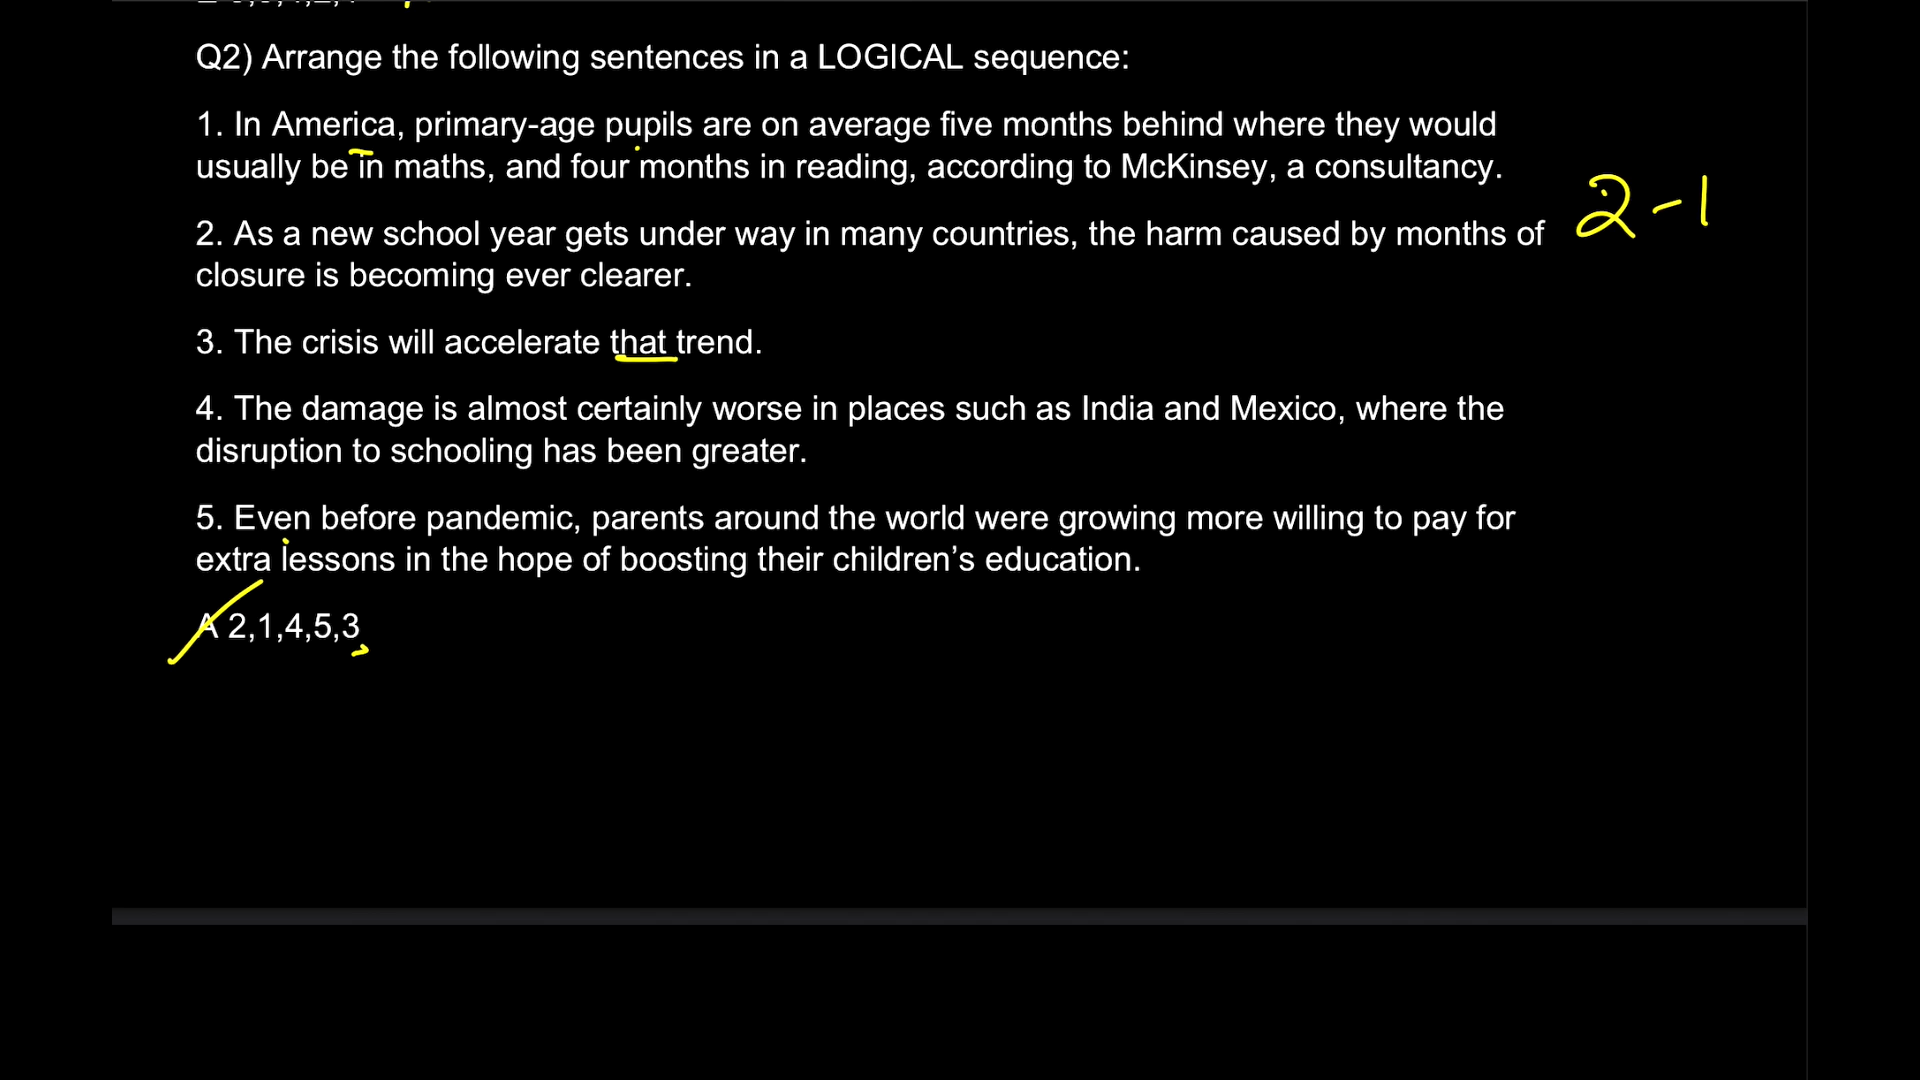 Q2) Arrange the following sentences in a LOGICAL sequence:
1. In America, primary-age pupils are on average five months behind where they would
usually be in maths, and four months in reading, according to McKinsey, a consultancy.
2 - 1
2. As a new school year gets under way in many countries, the harm caused by months of
closure is becoming ever clearer.
3. The crisis will accelerate that trend.
4. The damage is almost certainly worse in places such as India and Mexico, where the
disruption to schooling has been greater.
5. Even before pandemic, parents around the world were growing more willing to pay for
extra lessons in the hope of boosting their children’s education.
A 2,1,4,5,3